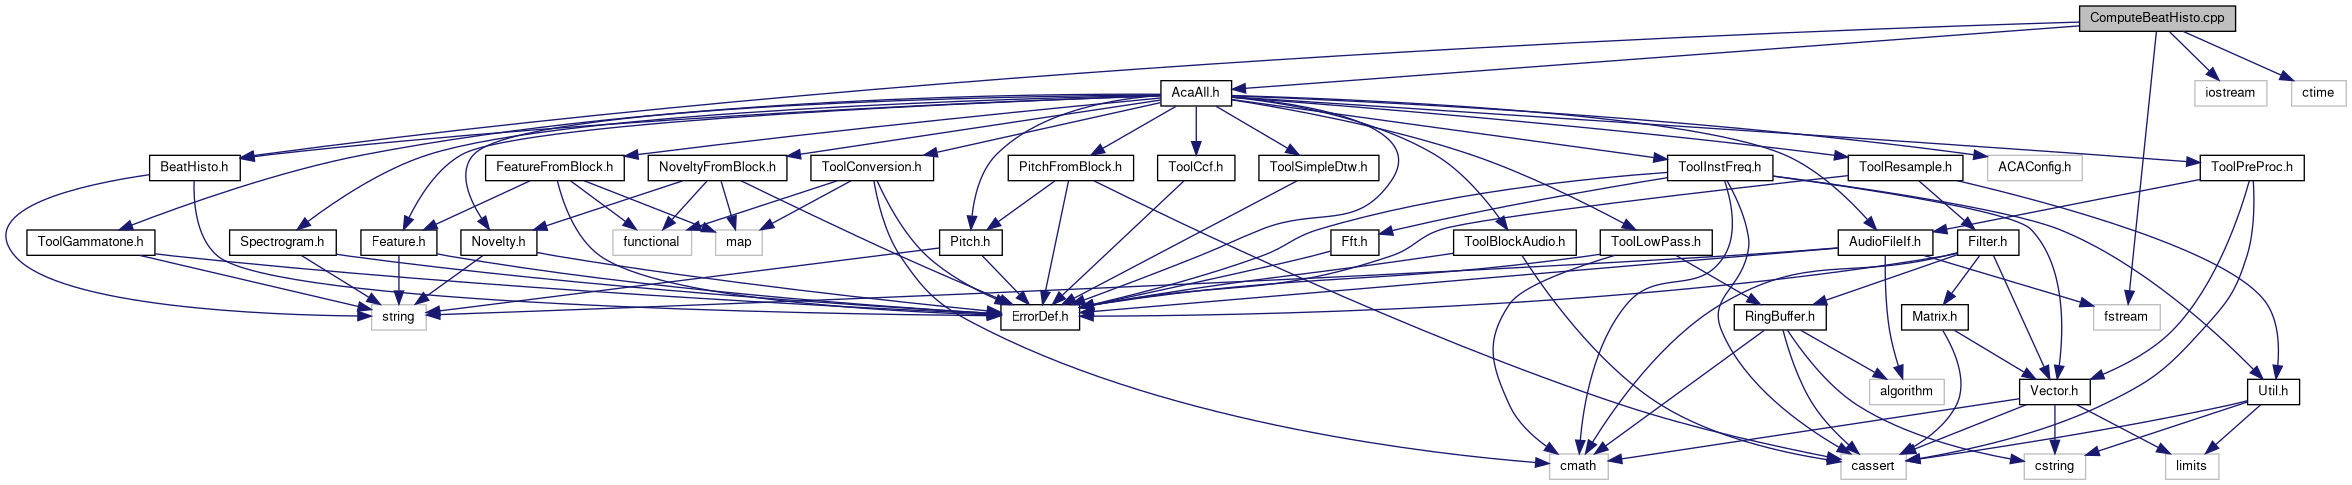 ComputeBeatHisto.cpp
AcaAll.h
iostream
ctime
BeatHisto.h
FeatureFromBlock.h
NoveltyFromBlock.h
ToolConversion.h
PitchFromBlock.h
ToolCcf.h
ToolSimpleDtw.h
ToolInstFreq.h
ToolResample.h
ACAConfig.h
ToolPreProc.h
ToolGammatone.h
Spectrogram.h
Feature.h
Novelty.h
functional
map
Pitch.h
Fft.h
ToolBlockAudio.h
ToolLowPass.h
AudioFileIf.h
Filter.h
string
ErrorDef.h
RingBuffer.h
Matrix.h
fstream
algorithm
Vector.h
Util.h
cmath
cassert
cstring
limits